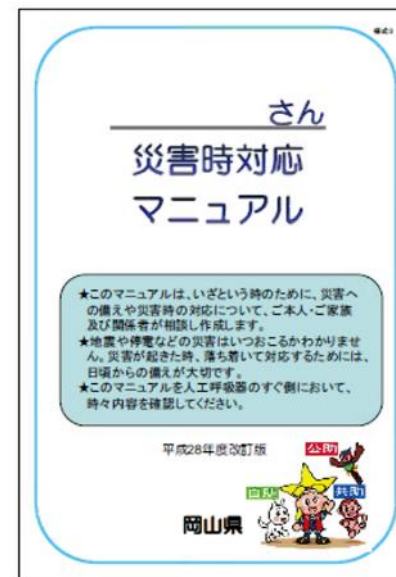 さん
災害時対応
マニュアル
★このマニュアルは、いざという時のために、災害へ
の備えや災害時の対応について、ご本人・ご家族
及び関係者が相談し作成します。
★地震や停電などの災害はいつおこるかわかりませ
ん。災害が起きた時、落ち着いて対応するためには、
日頃からの備えが大切です。
★このマニュアルを人工呼吸器のすぐ側において、
時々内容を確認してください。
平成28年度改訂版
公助
自助
共助
岡山県